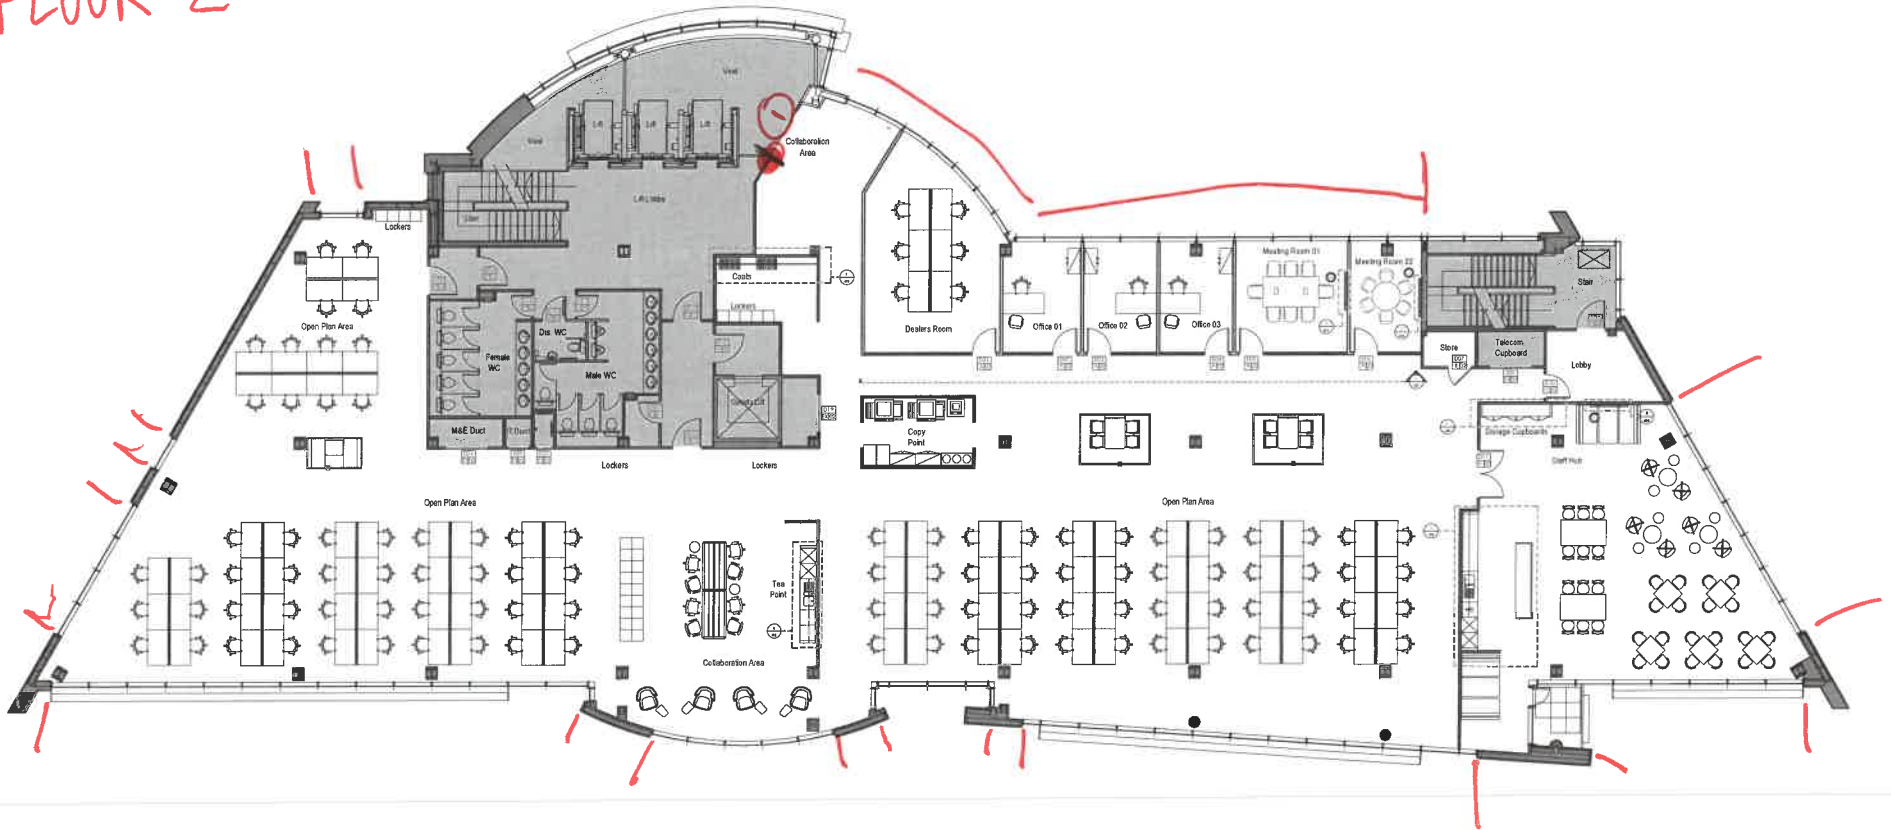 FLOOR 2
Void
Lift
Lift
Lift
Void
Collaboration
Area
Stair
Lift Lobby
Lockers
Coats
Lockers
Open Plan Area
Dis. WC
Female
WC
Male WC
M&E Duct
Lockers
Lockers
Dealers Room
Office 01
Office 02
Office 03
Meeting Room 01
Meeting Room 02
Stair
Store
Telecom
Cupboard
Lobby
Copy
Point
Storage Cupboards
Staff Hub
Open Plan Area
Open Plan Area
Tea
Point
Collaboration Area